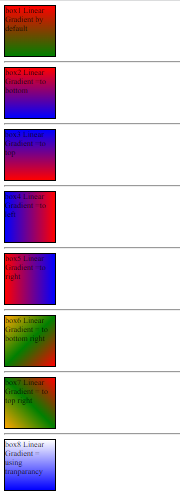 box1 Linear
Gradient by
default
box2 Linear
Gradient -to
bottom
box3 Linear
Gradient -to
top
box4 Linear
Gradient -to
left
box5 Linear
Gradient -to
right
box6 Linear
Gradient - to
bottom right
box7 Linear
Gradient - to
top right
box8 Linear
Gradient -
using
tranparancy